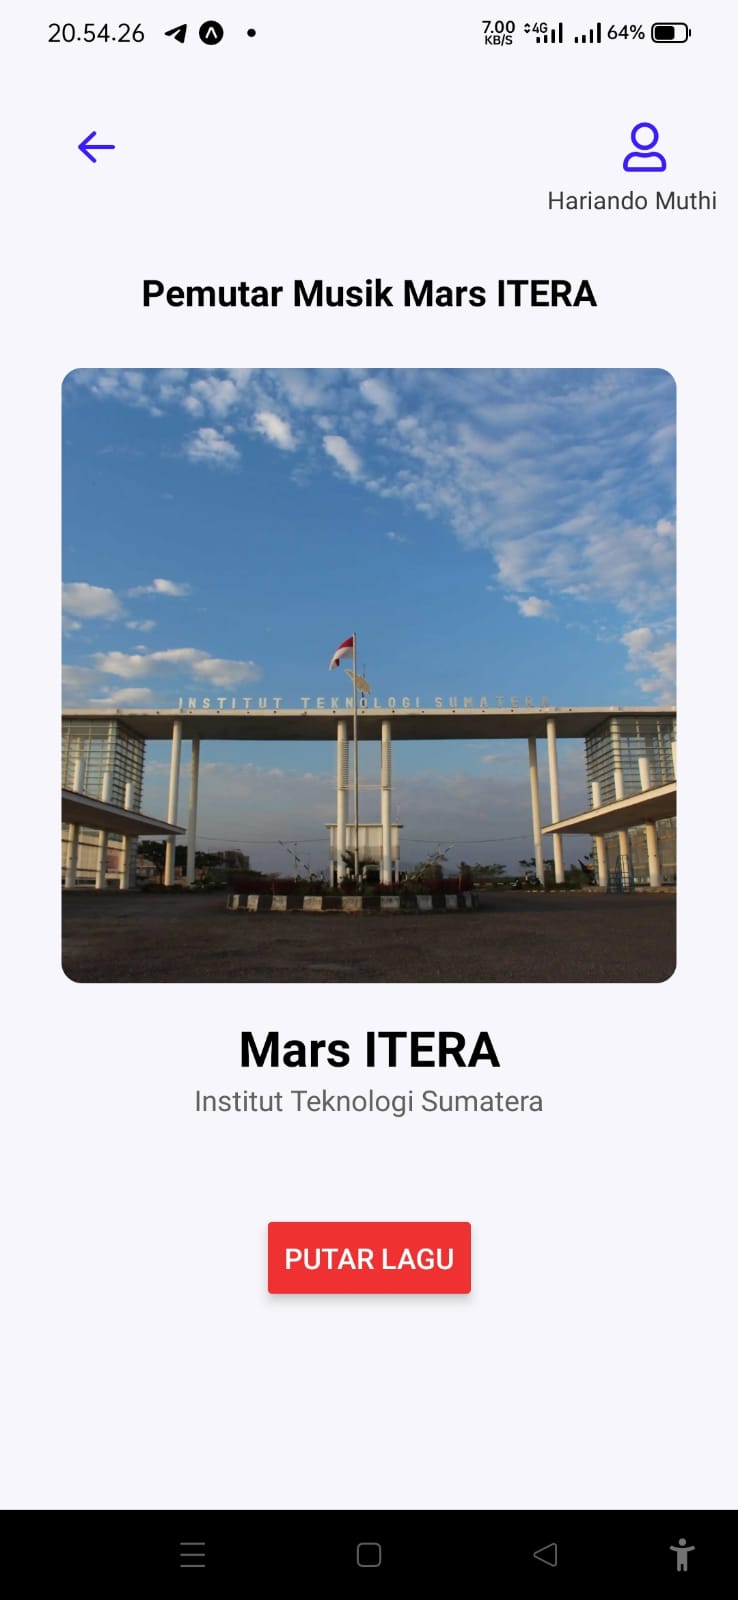 20.54.26
7.00 KB/S 4G 64%
Hariando Muthi
Pemutar Musik Mars ITERA
INSTITUT TEKNOLOGI SUMATERA
Mars ITERA
Institut Teknologi Sumatera
PUTAR LAGU